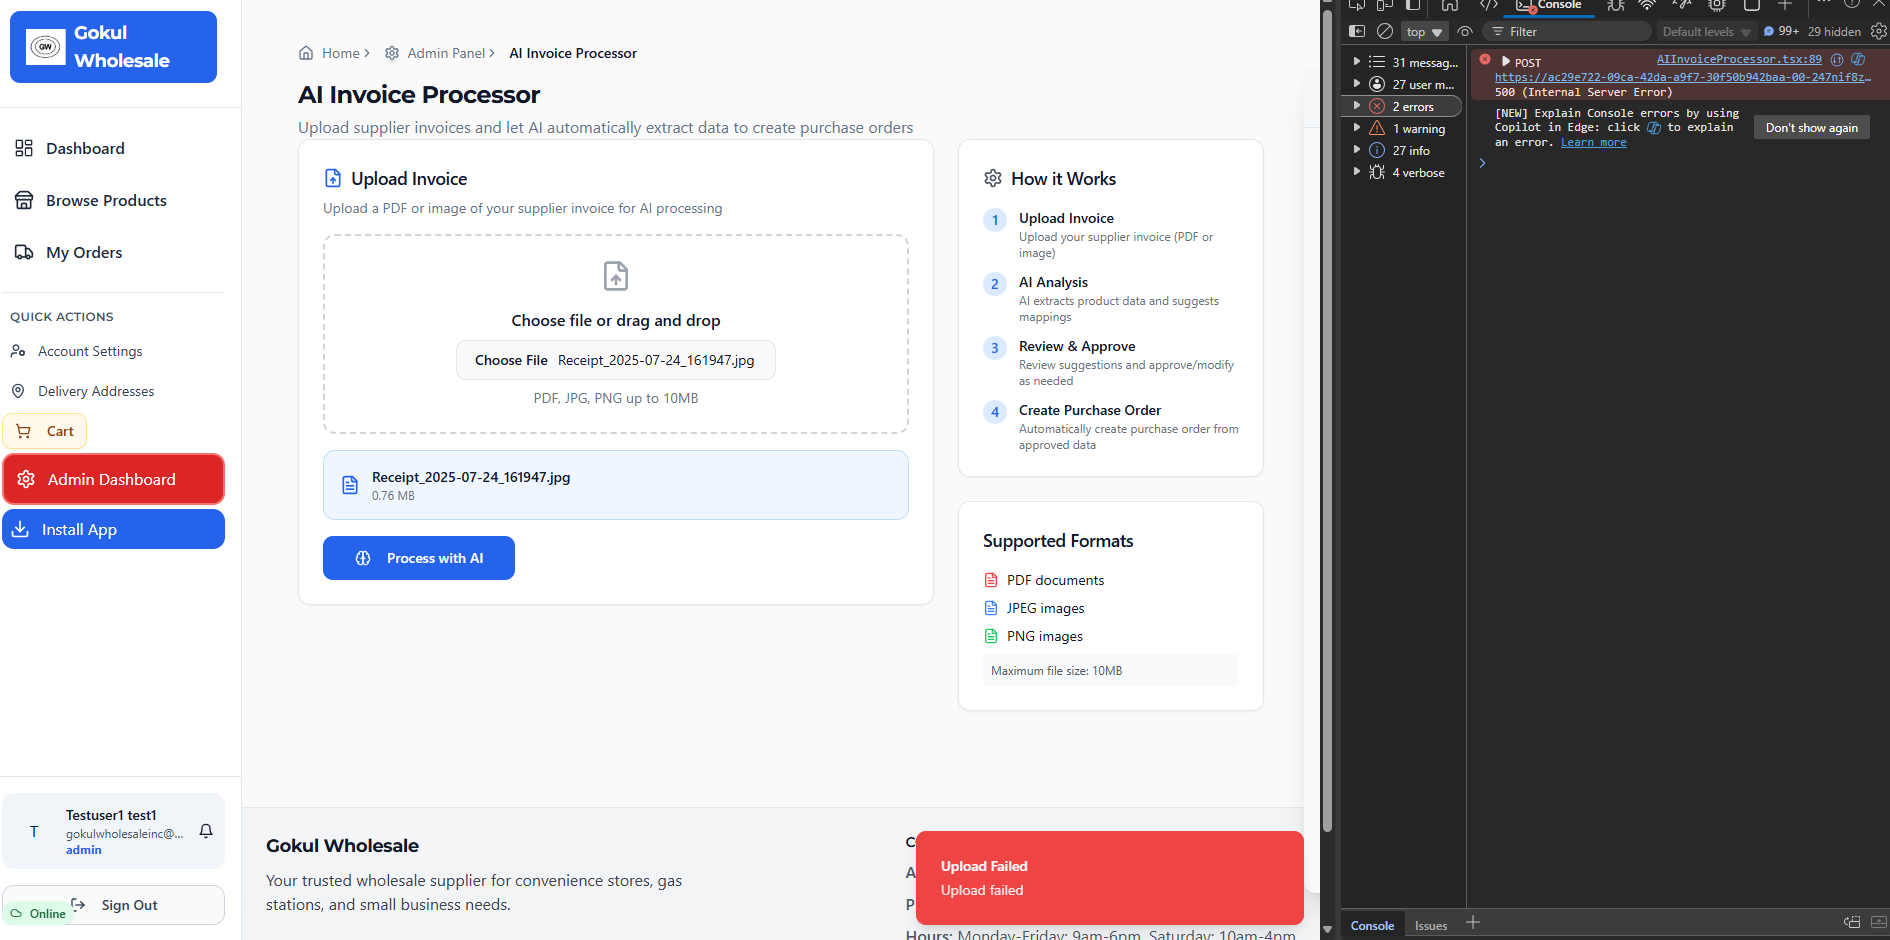 Gokul
Wholesale
GW
Dashboard
Browse Products
My Orders
QUICK ACTIONS
Account Settings
Delivery Addresses
Cart
Admin Dashboard
Install App
T
Testuser1 test1
gokulwholesaleinc@...
admin
Sign Out
Online
Home
Admin Panel
AI Invoice Processor
AI Invoice Processor
Upload supplier invoices and let AI automatically extract data to create purchase orders
Upload Invoice
Upload a PDF or image of your supplier invoice for AI processing
Choose file or drag and drop
Choose File Receipt_2025-07-24_161947.jpg
PDF, JPG, PNG up to 10MB
Receipt_2025-07-24_161947.jpg
0.76 MB
Process with AI
How it Works
1
Upload Invoice
Upload your supplier invoice (PDF or
image)
2
AI Analysis
AI extracts product data and suggests
mappings
3
Review & Approve
Review suggestions and approve/modify
as needed
4
Create Purchase Order
Automatically create purchase order from
approved data
Supported Formats
PDF documents
JPEG images
PNG images
Maximum file size: 10MB
Gokul Wholesale
Your trusted wholesale supplier for convenience stores, gas
stations, and small business needs.
C
A
P
Hours: Monday-Friday: 9am-6pm, Saturday: 10am-4pm
Upload Failed
Upload failed
Console
top
Filter
Default levels
99+
29 hidden
31 messag...
27 user m...
2 errors
1 warning
27 info
4 verbose
POST
AIInvoiceProcessor.tsx:89
https://ac29e722-09ca-42da-a9f7-30f50b942baa-00-247nif8z…
500 (Internal Server Error)
[NEW] Explain Console errors by using
Copilot in Edge: click
to explain
an error. Learn more
Don't show again
Console
Issues